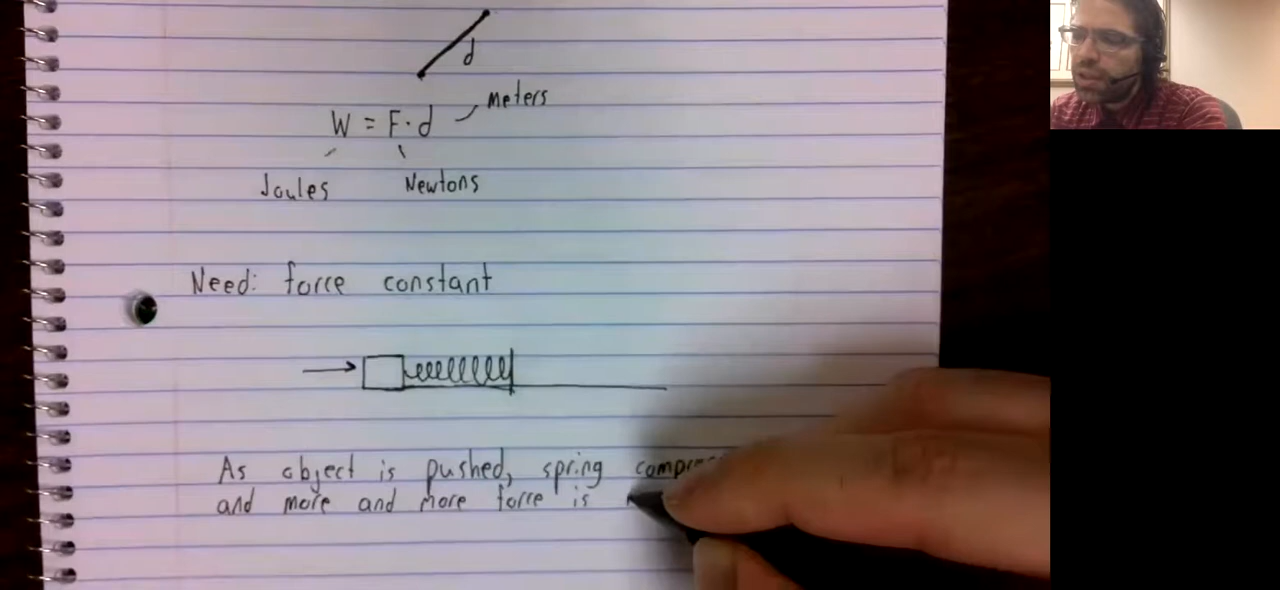 d
W = F·d
meters
Joules
Newtons
Need: force constant
As object is pushed, spring
and more and more force is